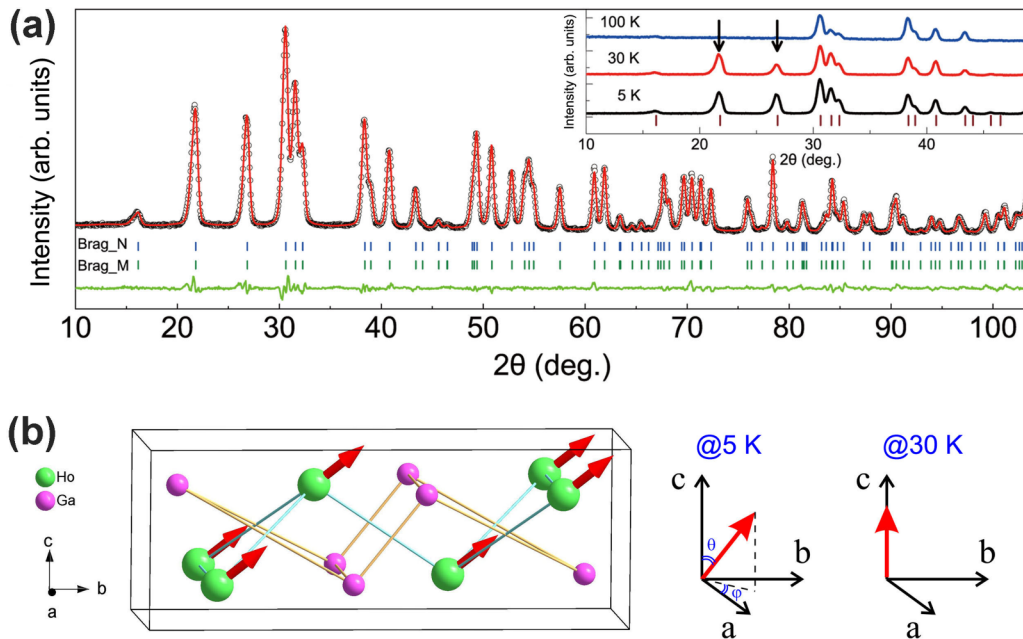 (a)
Intensity (arb. units)
Brag_N
Brag_M
10 20 30 40 50 60 70 80 90 100
2θ (deg.)
Intensity (arb. units)
100 K
30 K
5 K
10 20 30 40
2θ (deg.)
(b)
Ho
Ga
c
b
a
@5 K
c
θ
b
φ
a
@30 K
c
b
a